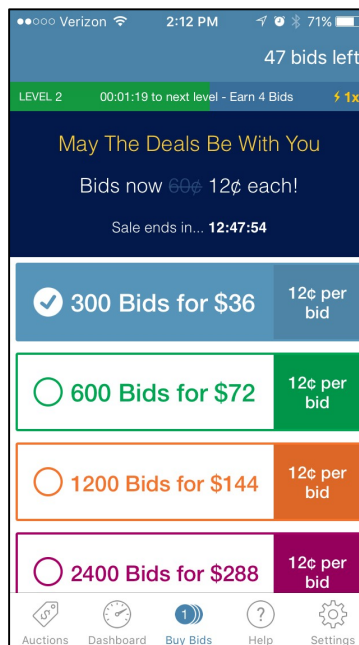 Verizon 2:12 PM 71%
47 bids left
LEVEL 2 00:01:19 to next level - Earn 4 Bids 1x
May The Deals Be With You
Bids now 60¢ 12¢ each!
Sale ends in... 12:47:54
300 Bids for $36 12¢ per
bid
600 Bids for $72 12¢ per
bid
1200 Bids for $144 12¢ per
bid
2400 Bids for $288 12¢ per
bid
1
Auctions Dashboard Buy Bids Help Settings